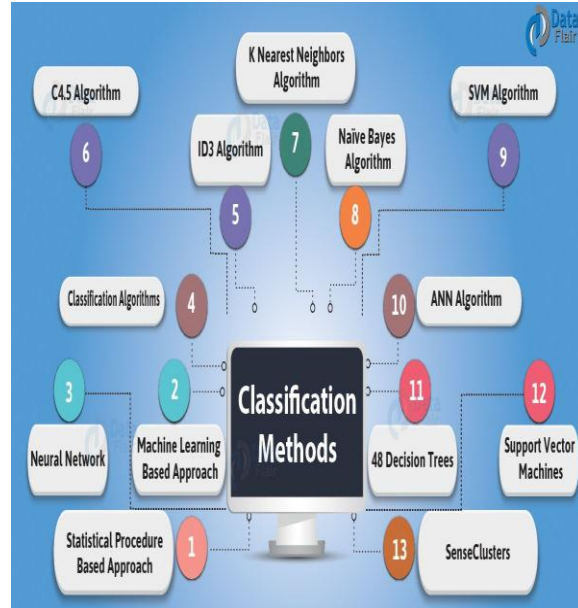 Data
Flair
K Nearest Neighbors
Algorithm
7
C4.5 Algorithm
6
SVM Algorithm
9
ID3 Algorithm
5
Naïve Bayes
Algorithm
8
Classification Algorithms
4
10
ANN Algorithm
Classification
Methods
3
Neural Network
2
Machine Learning
Based Approach
11
48 Decision Trees
12
Support Vector
Machines
Statistical Procedure
Based Approach
1
13
SenseClusters